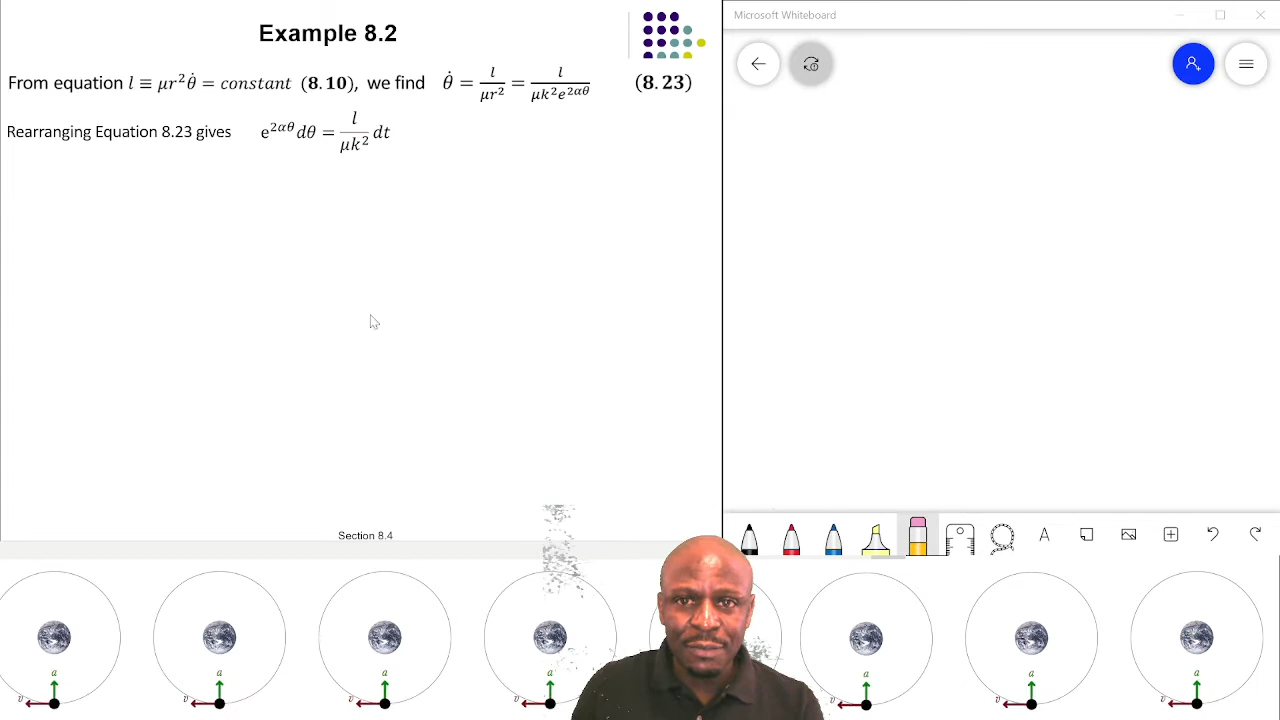 Example 8.2
Microsoft Whiteboard
From equation l ≡ μr²θ̇ = constant (8.10), we find θ̇ = l/μr² = l/μk²e^{2αθ} (8.23)
Rearranging Equation 8.23 gives e^{2αθ}dθ = l/μk² dt
Section 8.4
a a a a a a a
v v v v v v v